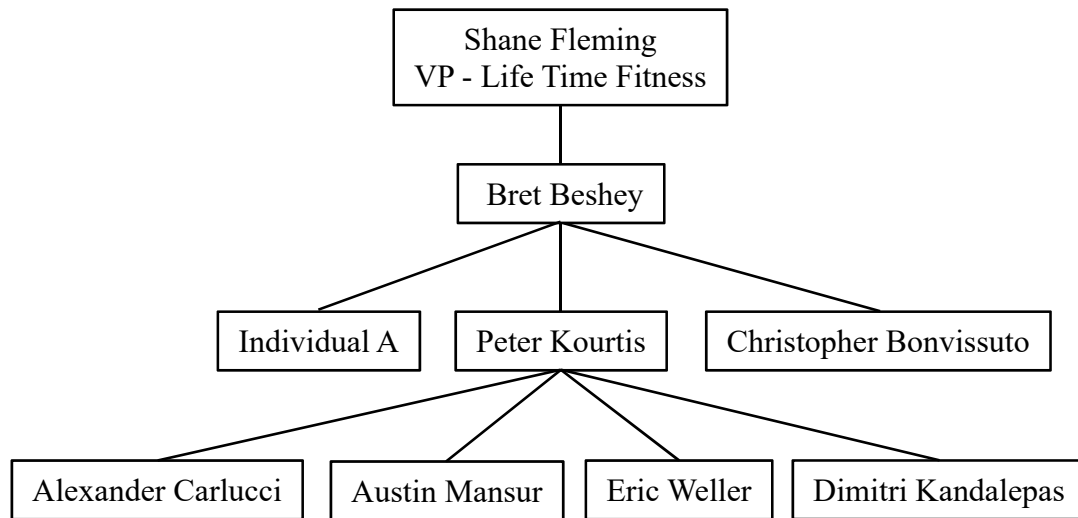 Shane Fleming
VP - Life Time Fitness
Bret Beshey
Individual A
Peter Kourtis
Christopher Bonvissuto
Alexander Carlucci
Austin Mansur
Eric Weller
Dimitri Kandalepas